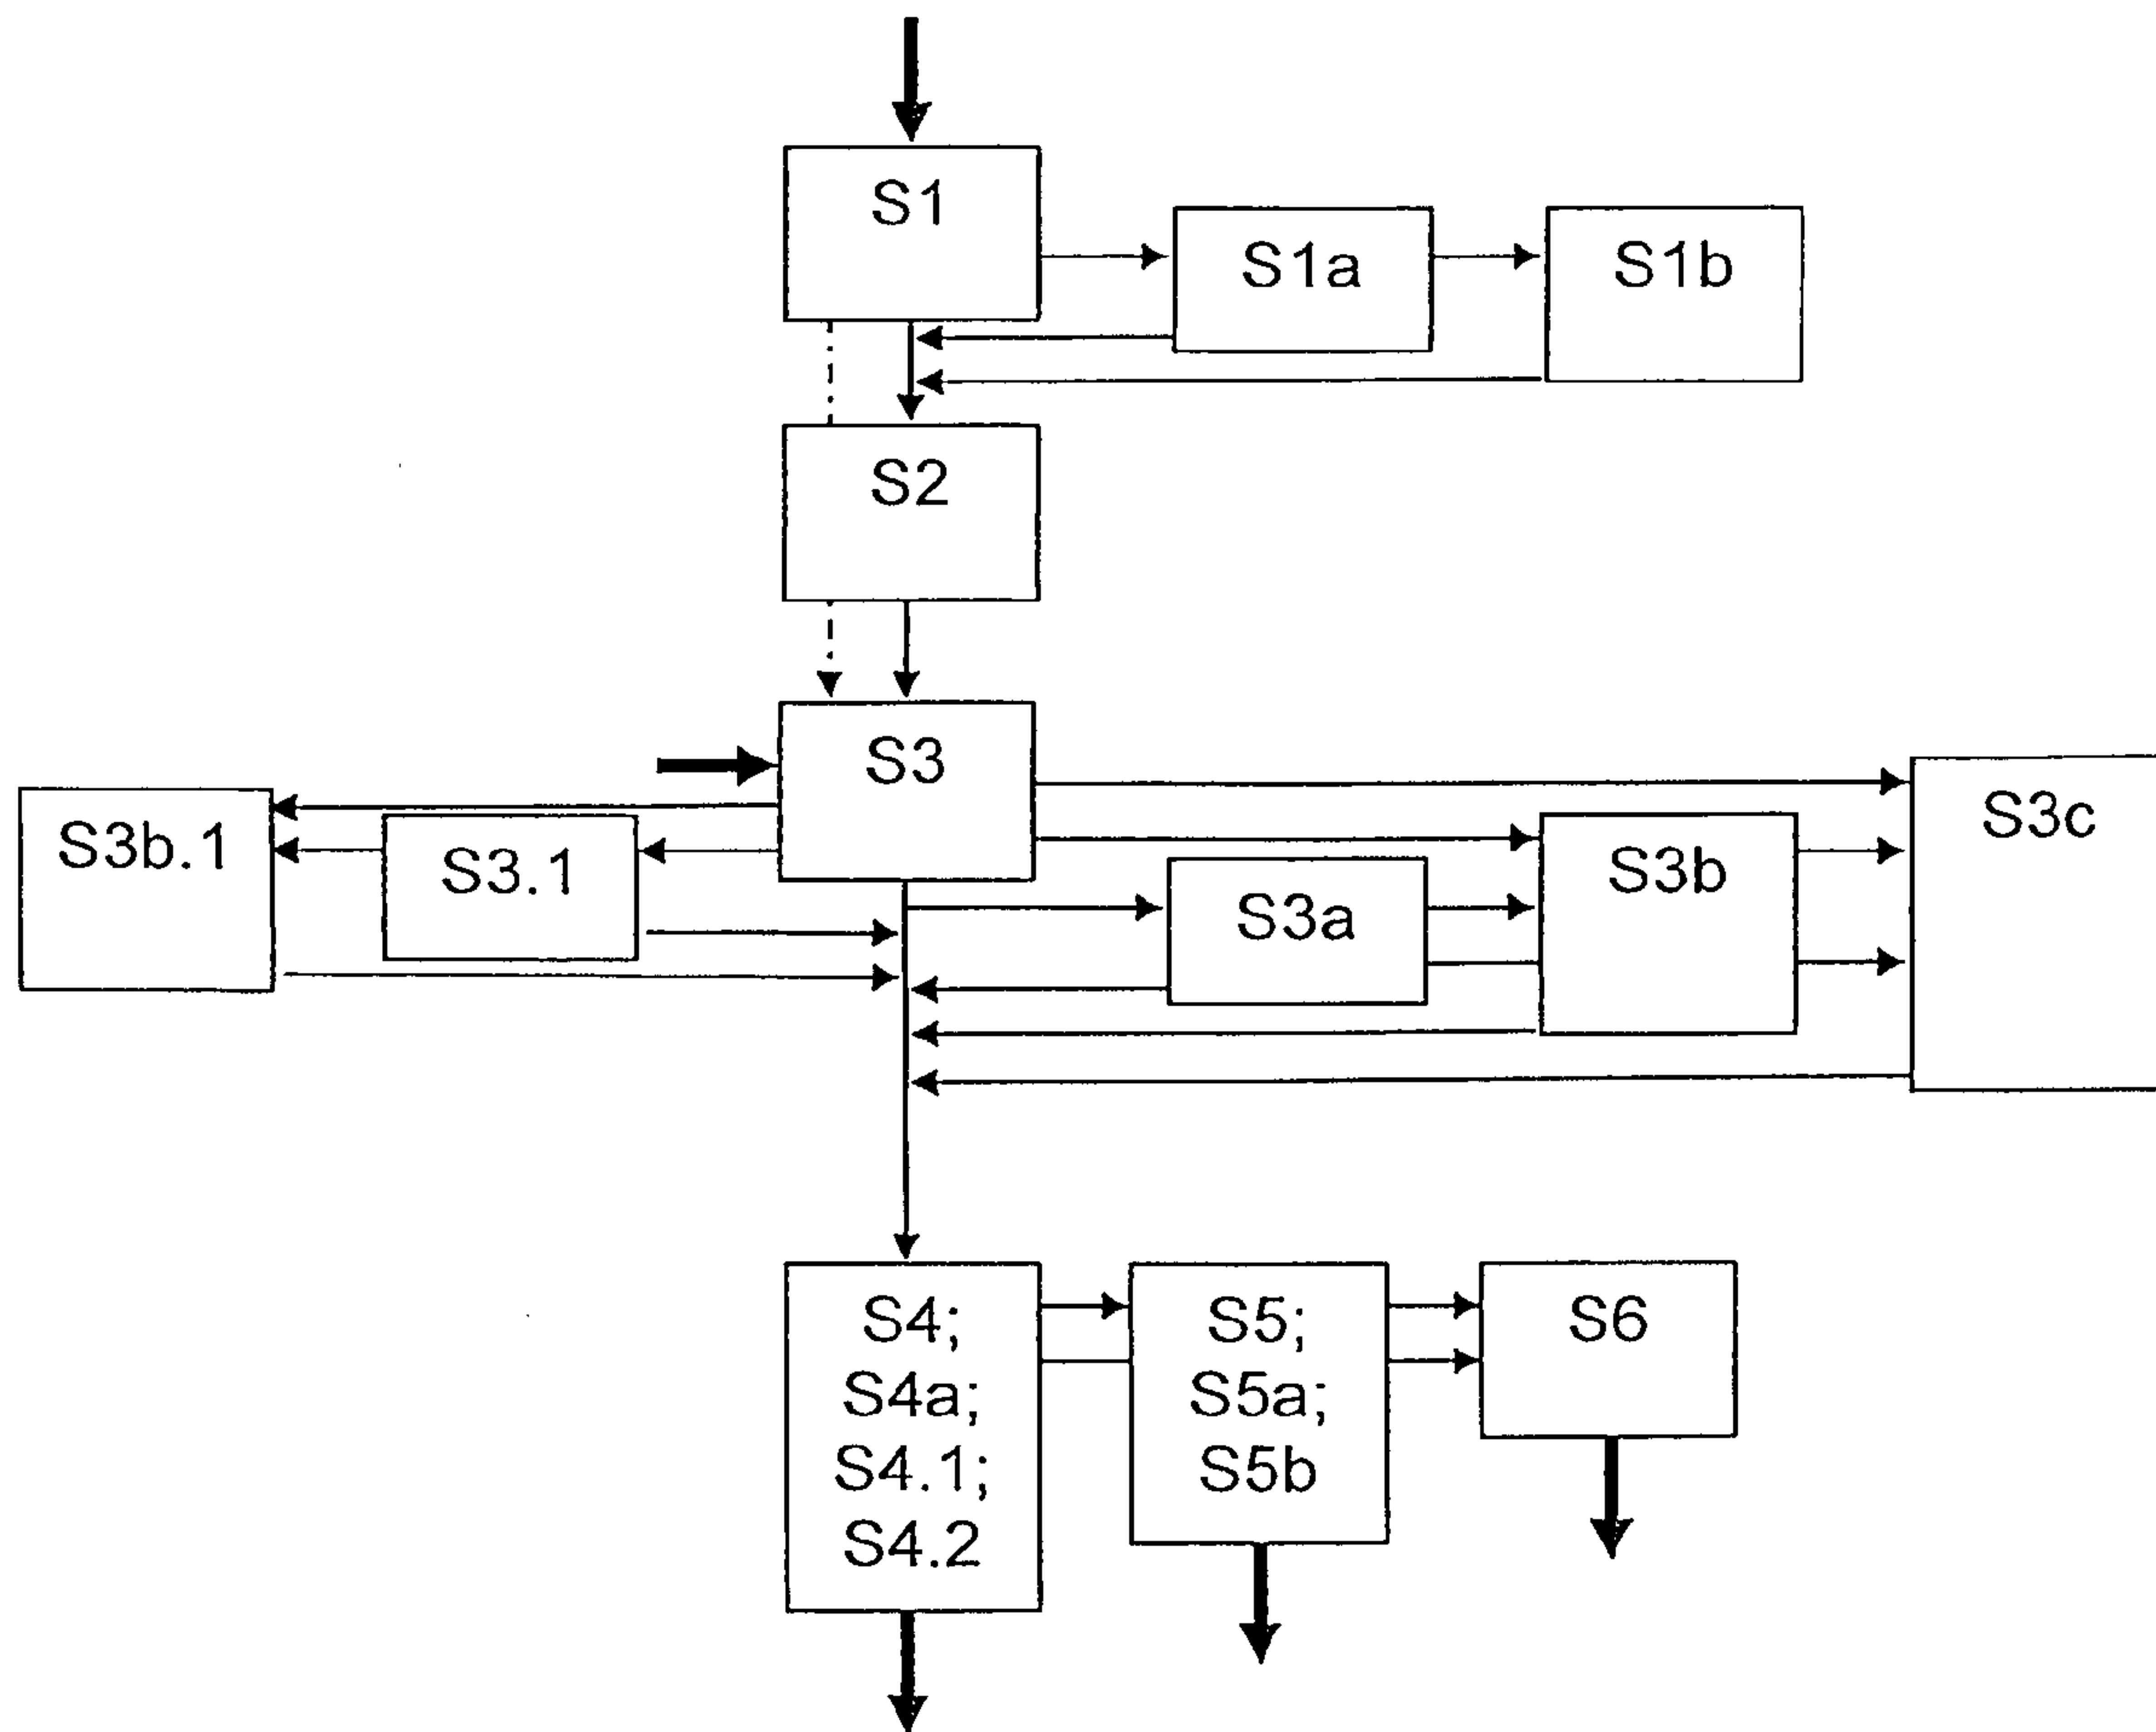 S1
S1a
S1b
S2
S3
S3c
S3b.1
S3.1
S3b
S3a
S4;
S4a;
S4.1;
S4.2
S5;
S5a;
S5b
S6